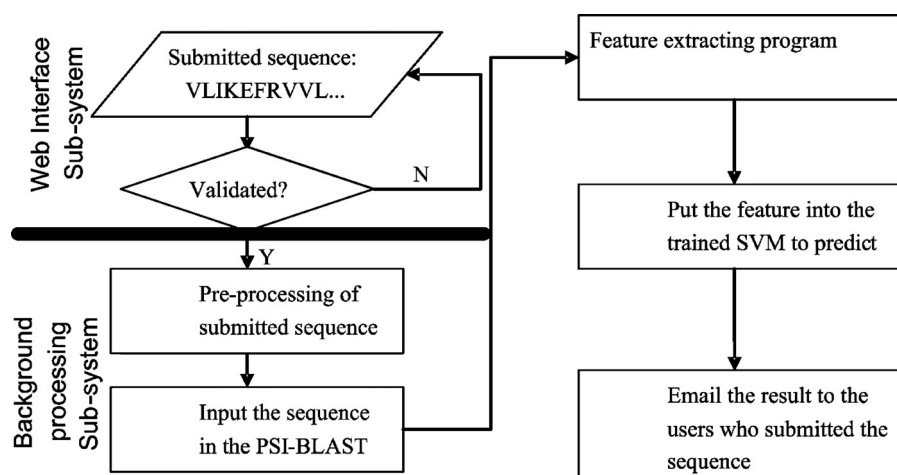 Web Interface
Sub-system
Submitted sequence:
VLIKEFRVVL...
Validated?
N
Y
Background
processing
Sub-system
Pre-processing of
submitted sequence
Input the sequence
in the PSI-BLAST
Feature extracting program
Put the feature into the
trained SVM to predict
Email the result to the
users who submitted the
sequence